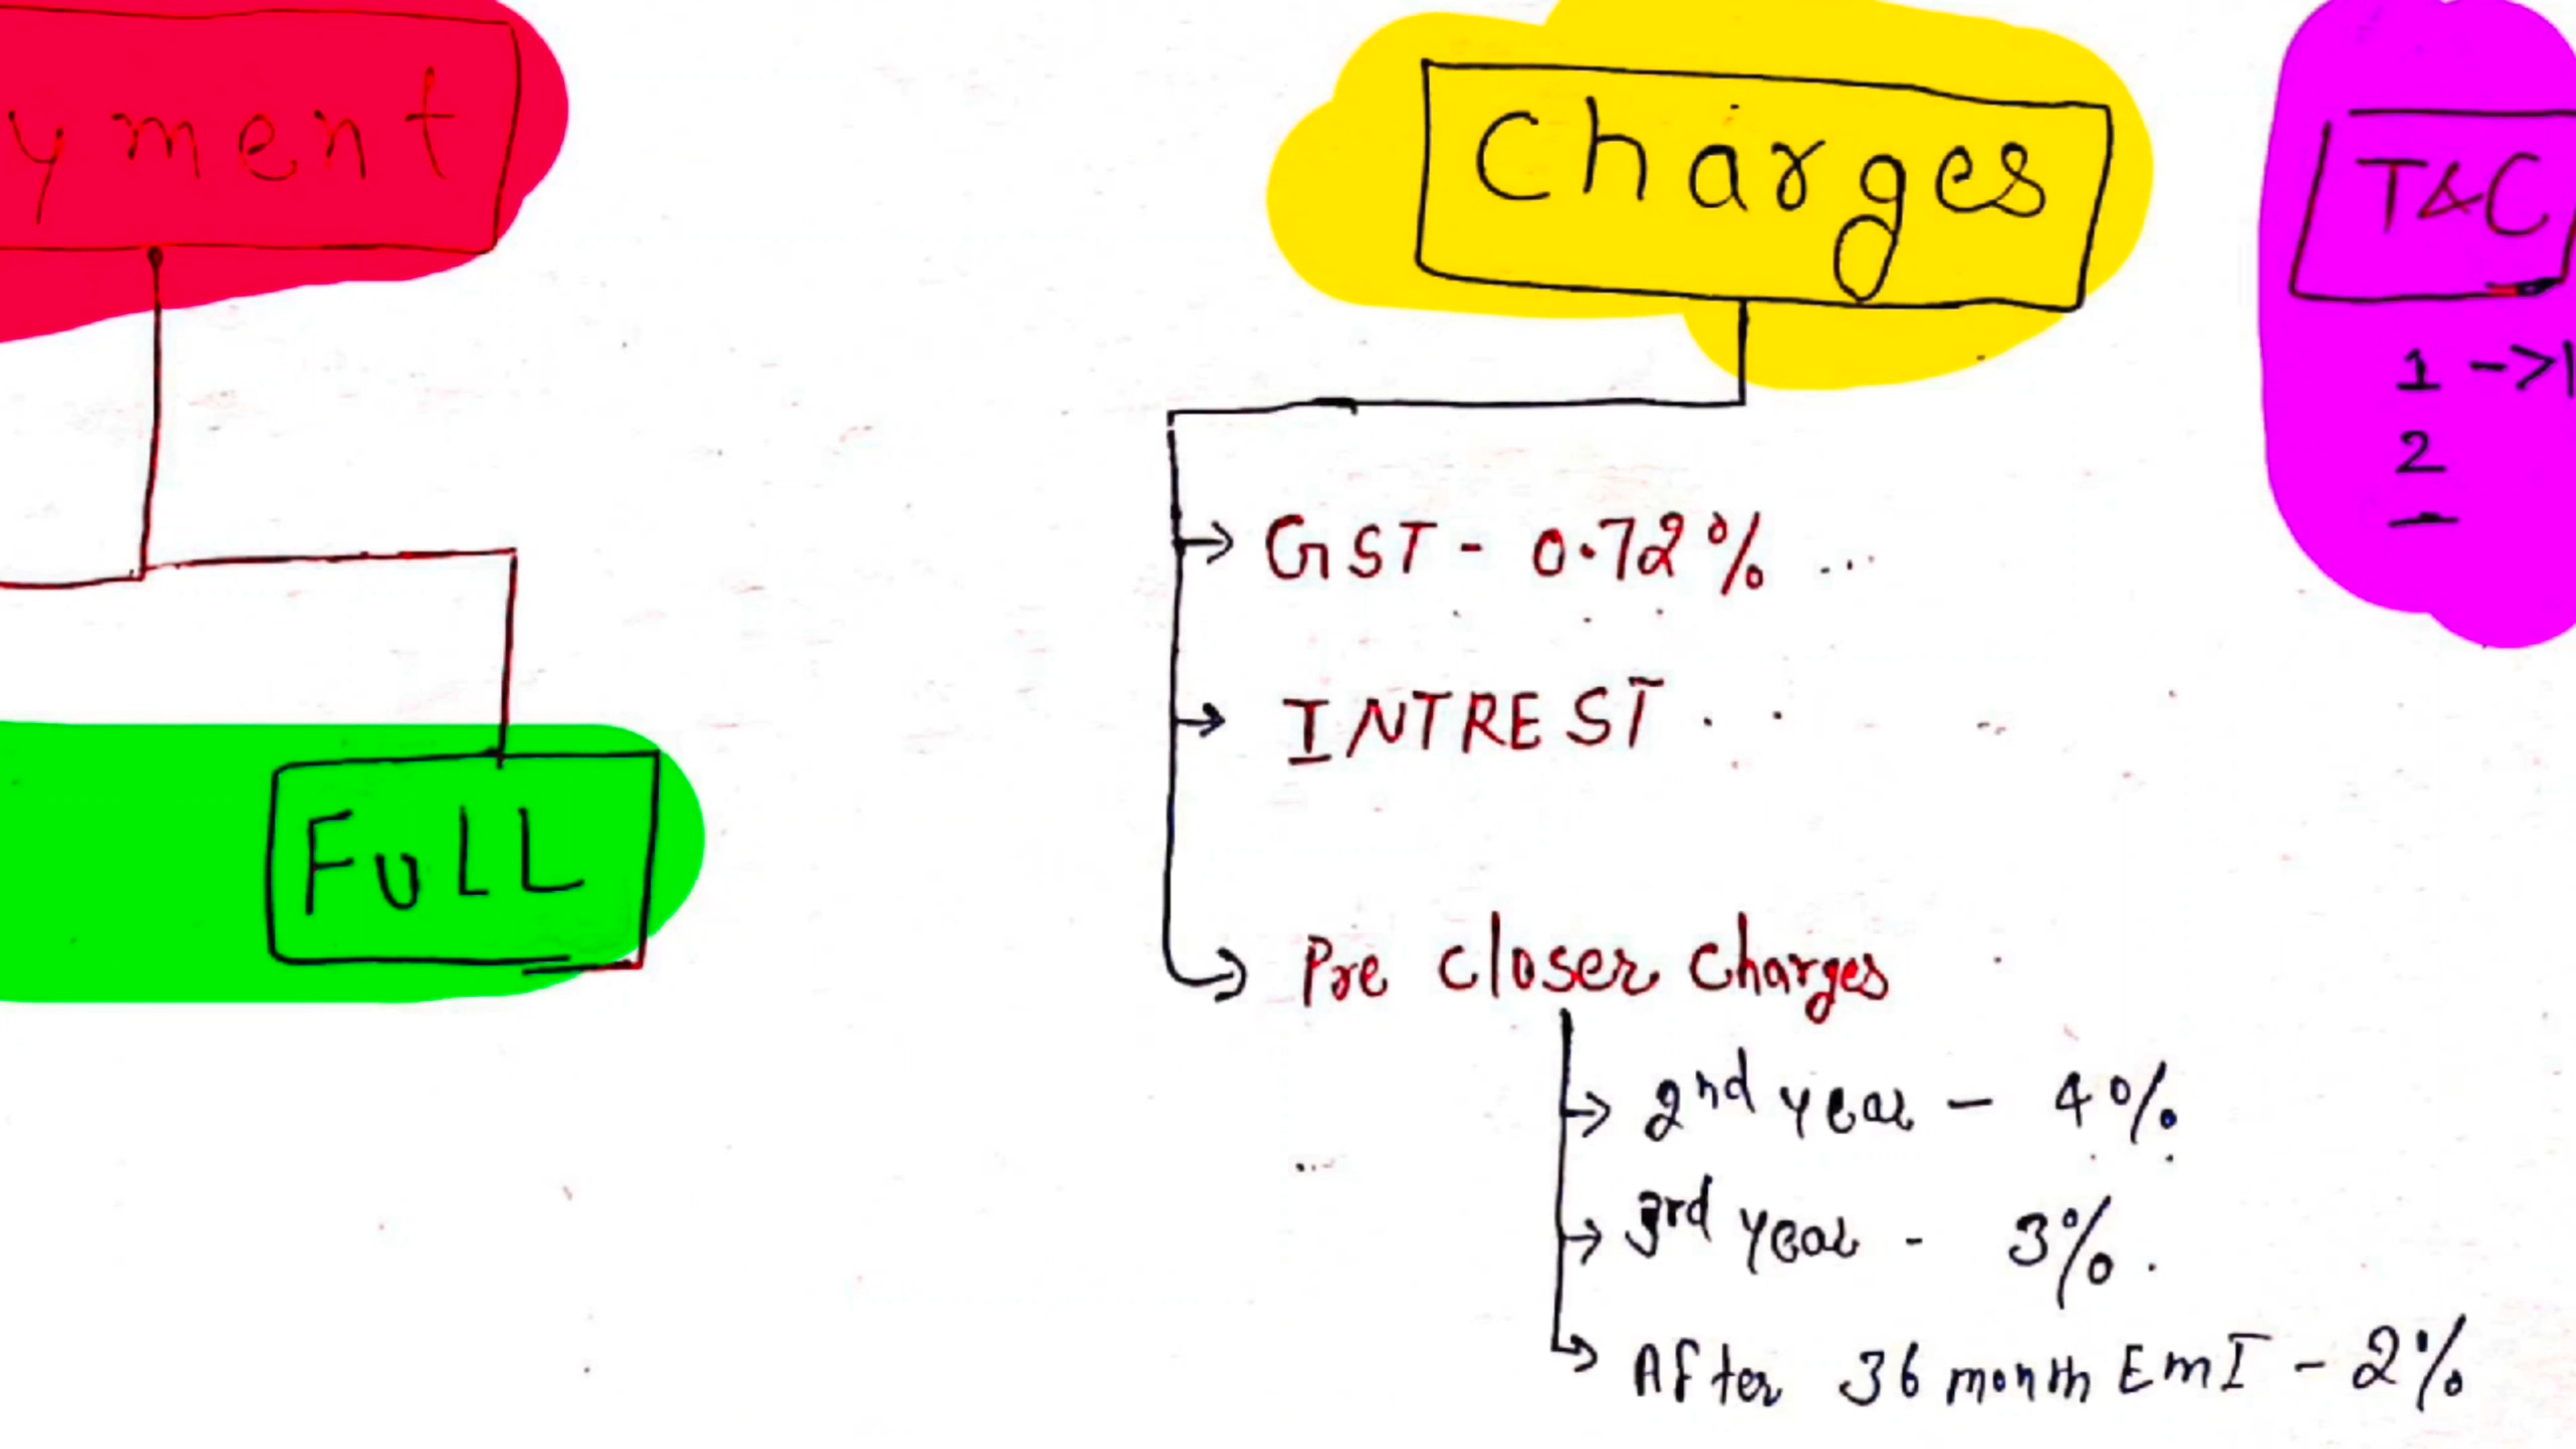 yment
Charges
T&C
1 ->
2
GST - 0.72%
INTREST
FULL
Pre closer charges
2nd year - 4%
3rd year - 3%
After 36 month EmI - 2%